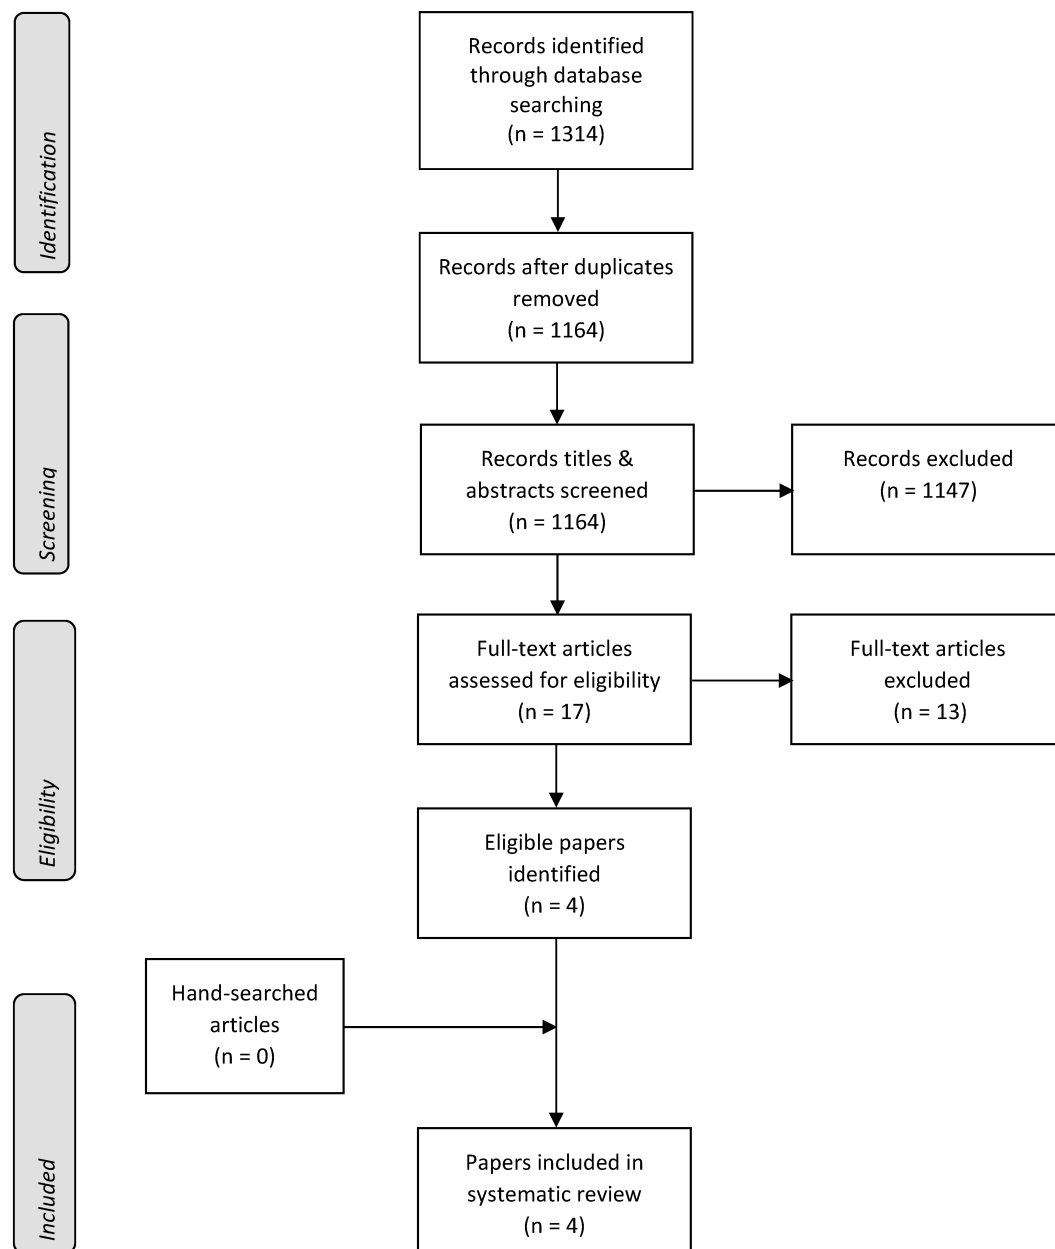 Identification
Records identified
through database
searching
(n = 1314)
Records after duplicates
removed
(n = 1164)
Screening
Records titles &
abstracts screened
(n = 1164)
Records excluded
(n = 1147)
Eligibility
Full-text articles
assessed for eligibility
(n = 17)
Full-text articles
excluded
(n = 13)
Eligible papers
identified
(n = 4)
Hand-searched
articles
(n = 0)
Included
Papers included in
systematic review
(n = 4)